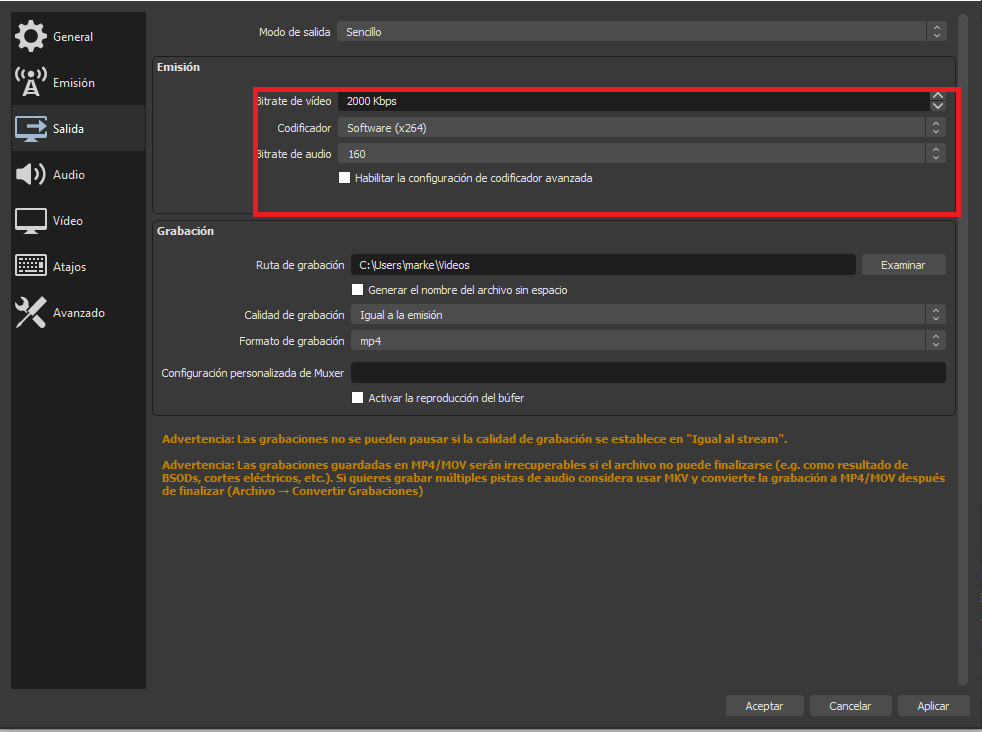 General
Emisión
Salida
Audio
Vídeo
Atajos
Avanzado
Modo de salida Sencillo
Emisión
Bitrate de vídeo 2000 Kbps
Codificador Software (x264)
Bitrate de audio 160
Habilitar la configuración de codificador avanzada
Grabación
Ruta de grabación C:\Users\marke\Videos Examinar
Generar el nombre del archivo sin espacio
Calidad de grabación Igual a la emisión
Formato de grabación mp4
Configuración personalizada de Muxer
Activar la reproducción del búfer
Advertencia: Las grabaciones no se pueden pausar si la calidad de grabación se establece en "Igual al stream".
Advertencia: Las grabaciones guardadas en MP4/MOV serán irrecuperables si el archivo no puede finalizarse (e.g. como resultado de
BSODs, cortes eléctricos, etc.). Si quieres grabar múltiples pistas de audio considera usar MKV y convierte la grabación a MP4/MOV después
de finalizar (Archivo → Convertir Grabaciones)
Aceptar Cancelar Aplicar